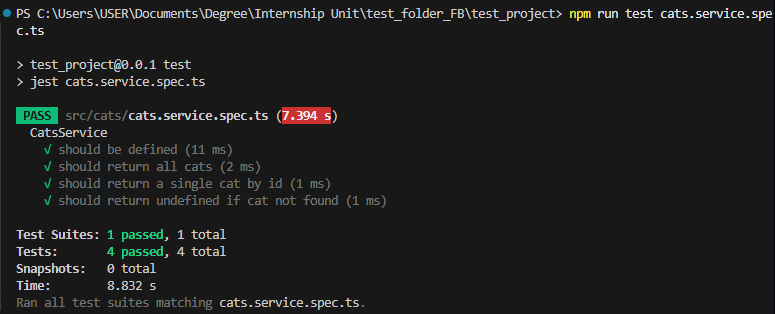 PS C:\Users\USER\Documents\Degree\Internship Unit\test_folder_FB\test_project> npm run test cats.service.spe
c.ts
> test_project@0.0.1 test
> jest cats.service.spec.ts
PASS src/cats/cats.service.spec.ts (7.394 s)
CatsService
√ should be defined (11 ms)
√ should return all cats (2 ms)
√ should return a single cat by id (1 ms)
√ should return undefined if cat not found (1 ms)
Test Suites: 1 passed, 1 total
Tests: 4 passed, 4 total
Snapshots: 0 total
Time: 8.832 s
Ran all test suites matching cats.service.spec.ts.